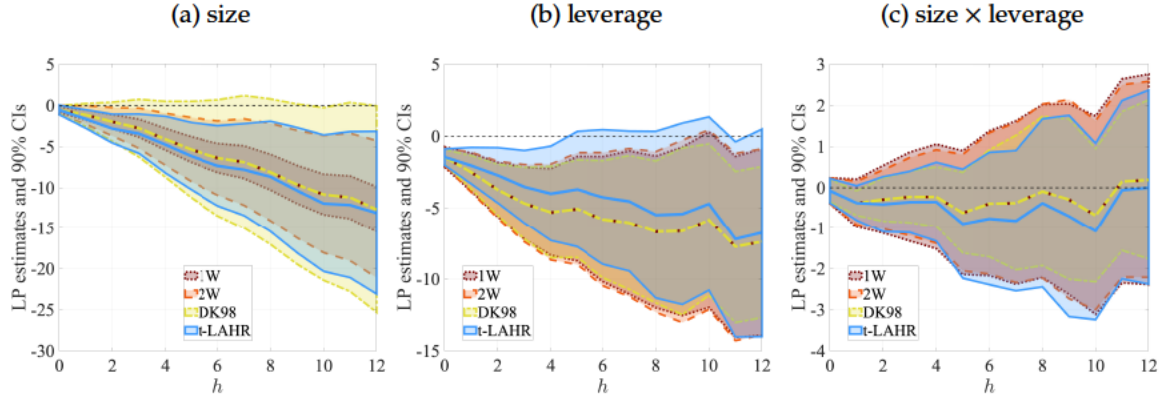 (a) size
(b) leverage
(c) size × leverage
LP estimates and 90% CIs
5
0
-5
-10
-15
-20
-25
-30
1W
2W
DK98
t-LAHR
0 2 4 6 8 10 12
h
LP estimates and 90% CIs
5
0
-5
-10
-15
1W
2W
DK98
t-LAHR
0 2 4 6 8 10 12
h
LP estimates and 90% CIs
3
2
1
0
-1
-2
-3
-4
1W
2W
DK98
t-LAHR
0 2 4 6 8 10 12
h